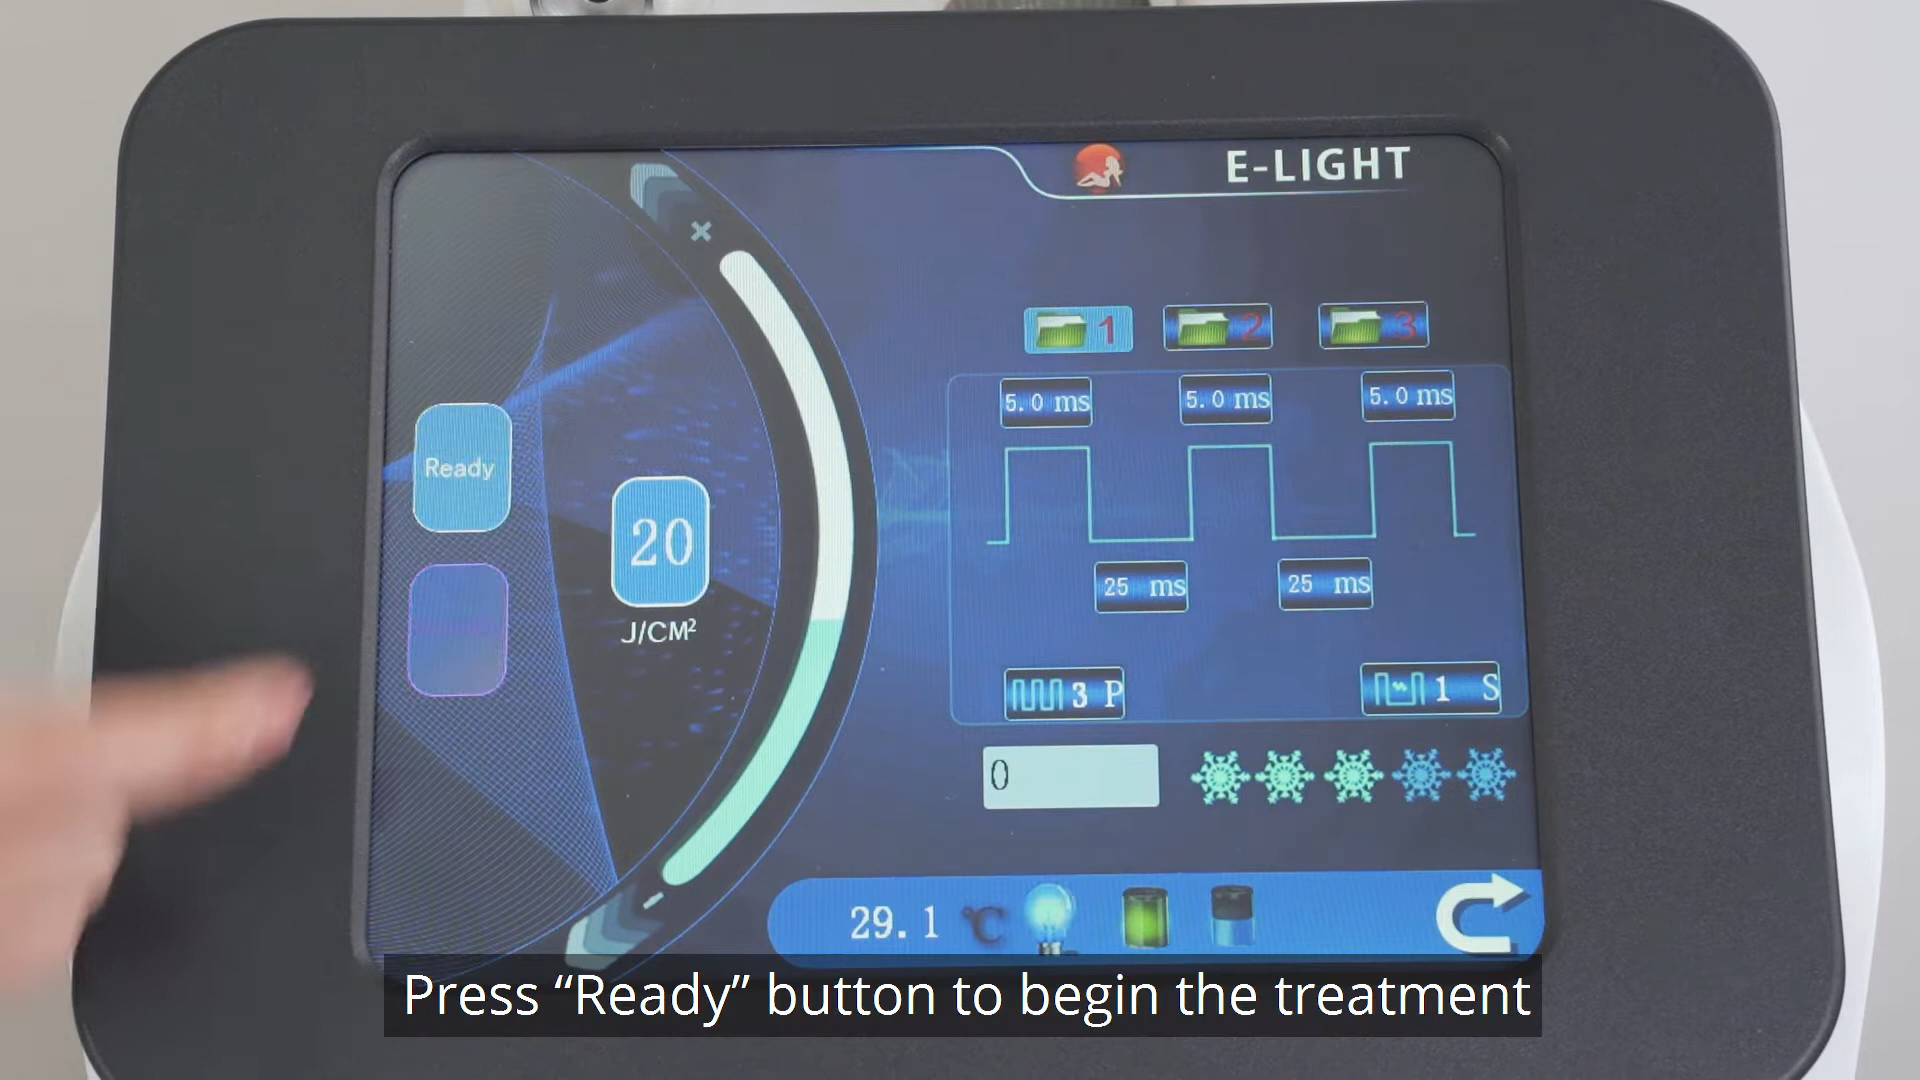 E-LIGHT
1 2 3
5.0 ms 5.0 ms 5.0 ms
Ready
20
J/CM²
25 ms 25 ms
3 P 1 S
0
29.1 °C
Press “Ready” button to begin the treatment